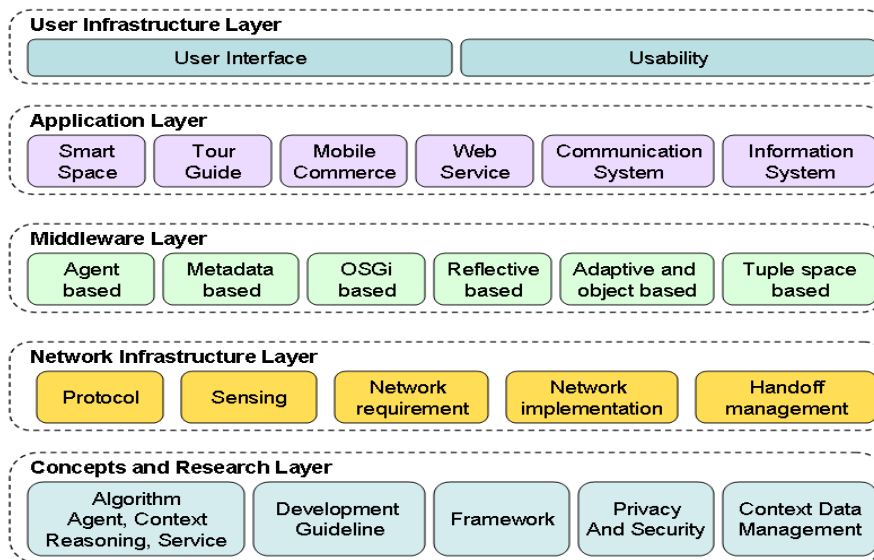 User Infrastructure Layer
User Interface
Usability
Application Layer
Smart
Space
Tour
Guide
Mobile
Commerce
Web
Service
Communication
System
Information
System
Middleware Layer
Agent
based
Metadata
based
OSGi
based
Reflective
based
Adaptive and
object based
Tuple space
based
Network Infrastructure Layer
Protocol
Sensing
Network
requirement
Network
implementation
Handoff
management
Concepts and Research Layer
Algorithm
Agent, Context
Reasoning, Service
Development
Guideline
Framework
Privacy
And Security
Context Data
Management